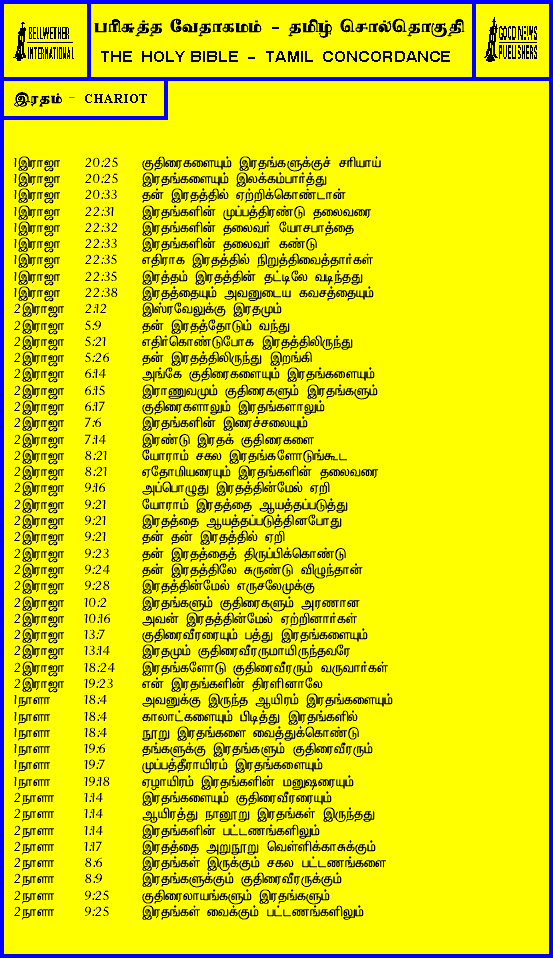 BELLWETHER
INTERNATIONAL
பரிசுத்த வேதாகமம் - தமிழ் சொல்தொகுதி
THE HOLY BIBLE - TAMIL CONCORDANCE
GOOD NEWS
PUBLISHERS
இரதம் - CHARIOT
1இராஜா 20:25 குதிரைகளையும் இரதங்களுக்குச் சரியாய்
1இராஜா 20:25 இரதங்களையும் இலக்கம்பார்த்து
1இராஜா 20:33 தன் இரதத்தில் ஏற்றிக்கொண்டான்
1இராஜா 22:31 இரதங்களின் முப்பத்திரண்டு தலைவரை
1இராஜா 22:32 இரதங்களின் தலைவர் யோசபாத்தை
1இராஜா 22:33 இரதங்களின் தலைவர் கண்டு
1இராஜா 22:35 எதிராக இரதத்தில் நிறுத்திவைத்தார்கள்
1இராஜா 22:35 இரத்தம் இரதத்தின் தட்டிலே வடிந்தது
1இராஜா 22:38 இரதத்தையும் அவனுடைய கவசத்தையும்
2இராஜா 2:12 இஸ்ரவேலுக்கு இரதமும்
2இராஜா 5:9 தன் இரதத்தோடும் வந்து
2இராஜா 5:21 எதிர்கொண்டுபோக இரதத்திலிருந்து
2இராஜா 5:26 தன் இரதத்திலிருந்து இறங்கி
2இராஜா 6:14 அங்கே குதிரைகளையும் இரதங்களையும்
2இராஜா 6:15 இராணுவமும் குதிரைகளும் இரதங்களும்
2இராஜா 6:17 குதிரைகளாலும் இரதங்களாலும்
2இராஜா 7:6 இரதங்களின் இரைச்சலையும்
2இராஜா 7:14 இரண்டு இரதக் குதிரைகளை
2இராஜா 8:21 யோராம் சகல இரதங்களோடுங்கூட
2இராஜா 8:21 ஏதோமியரையும் இரதங்களின் தலைவரை
2இராஜா 9:16 அப்பொழுது இரதத்தின்மேல் ஏறி
2இராஜா 9:21 யோராம் இரதத்தை ஆயத்தப்படுத்து
2இராஜா 9:21 இரதத்தை ஆயத்தப்படுத்தினபோது
2இராஜா 9:21 தன் தன் இரதத்தில் ஏறி
2இராஜா 9:23 தன் இரதத்தைத் திருப்பிக்கொண்டு
2இராஜா 9:24 தன் இரதத்திலே சுருண்டு விழுந்தான்
2இராஜா 9:28 இரதத்தின்மேல் எருசலேமுக்கு
2இராஜா 10:2 இரதங்களும் குதிரைகளும் அரணான
2இராஜா 10:16 அவன் இரதத்தின்மேல் ஏற்றினார்கள்
2இராஜா 13:7 குதிரைவீரரையும் பத்து இரதங்களையும்
2இராஜா 13:14 இரதமும் குதிரைவீரருமாயிருந்தவரே
2இராஜா 18:24 இரதங்களோடு குதிரைவீரரும் வருவார்கள்
2இராஜா 19:23 என் இரதங்களின் திரளினாலே
1நாளா 18:4 அவனுக்கு இருந்த ஆயிரம் இரதங்களையும்
1நாளா 18:4 காலாட்களையும் பிடித்து இரதங்களில்
1நாளா 18:4 நூறு இரதங்களை வைத்துக்கொண்டு
1நாளா 19:6 தங்களுக்கு இரதங்களும் குதிரைவீரரும்
1நாளா 19:7 முப்பத்தீராயிரம் இரதங்களையும்
1நாளா 19:18 ஏழாயிரம் இரதங்களின் மனுஷரையும்
2நாளா 1:14 இரதங்களையும் குதிரைவீரரையும்
2நாளா 1:14 ஆயிரத்து நானூறு இரதங்கள் இருந்தது
2நாளா 1:14 இரதங்களின் பட்டணங்களிலும்
2நாளா 1:17 இரதத்தை அறுநூறு வெள்ளிக்காசுக்கும்
2நாளா 8:6 இரதங்கள் இருக்கும் சகல பட்டணங்களை
2நாளா 8:9 இரதங்களுக்கும் குதிரைவீரருக்கும்
2நாளா 9:25 குதிரைலாயங்களும் இரதங்களும்
2நாளா 9:25 இரதங்கள் வைக்கும் பட்டணங்களிலும்